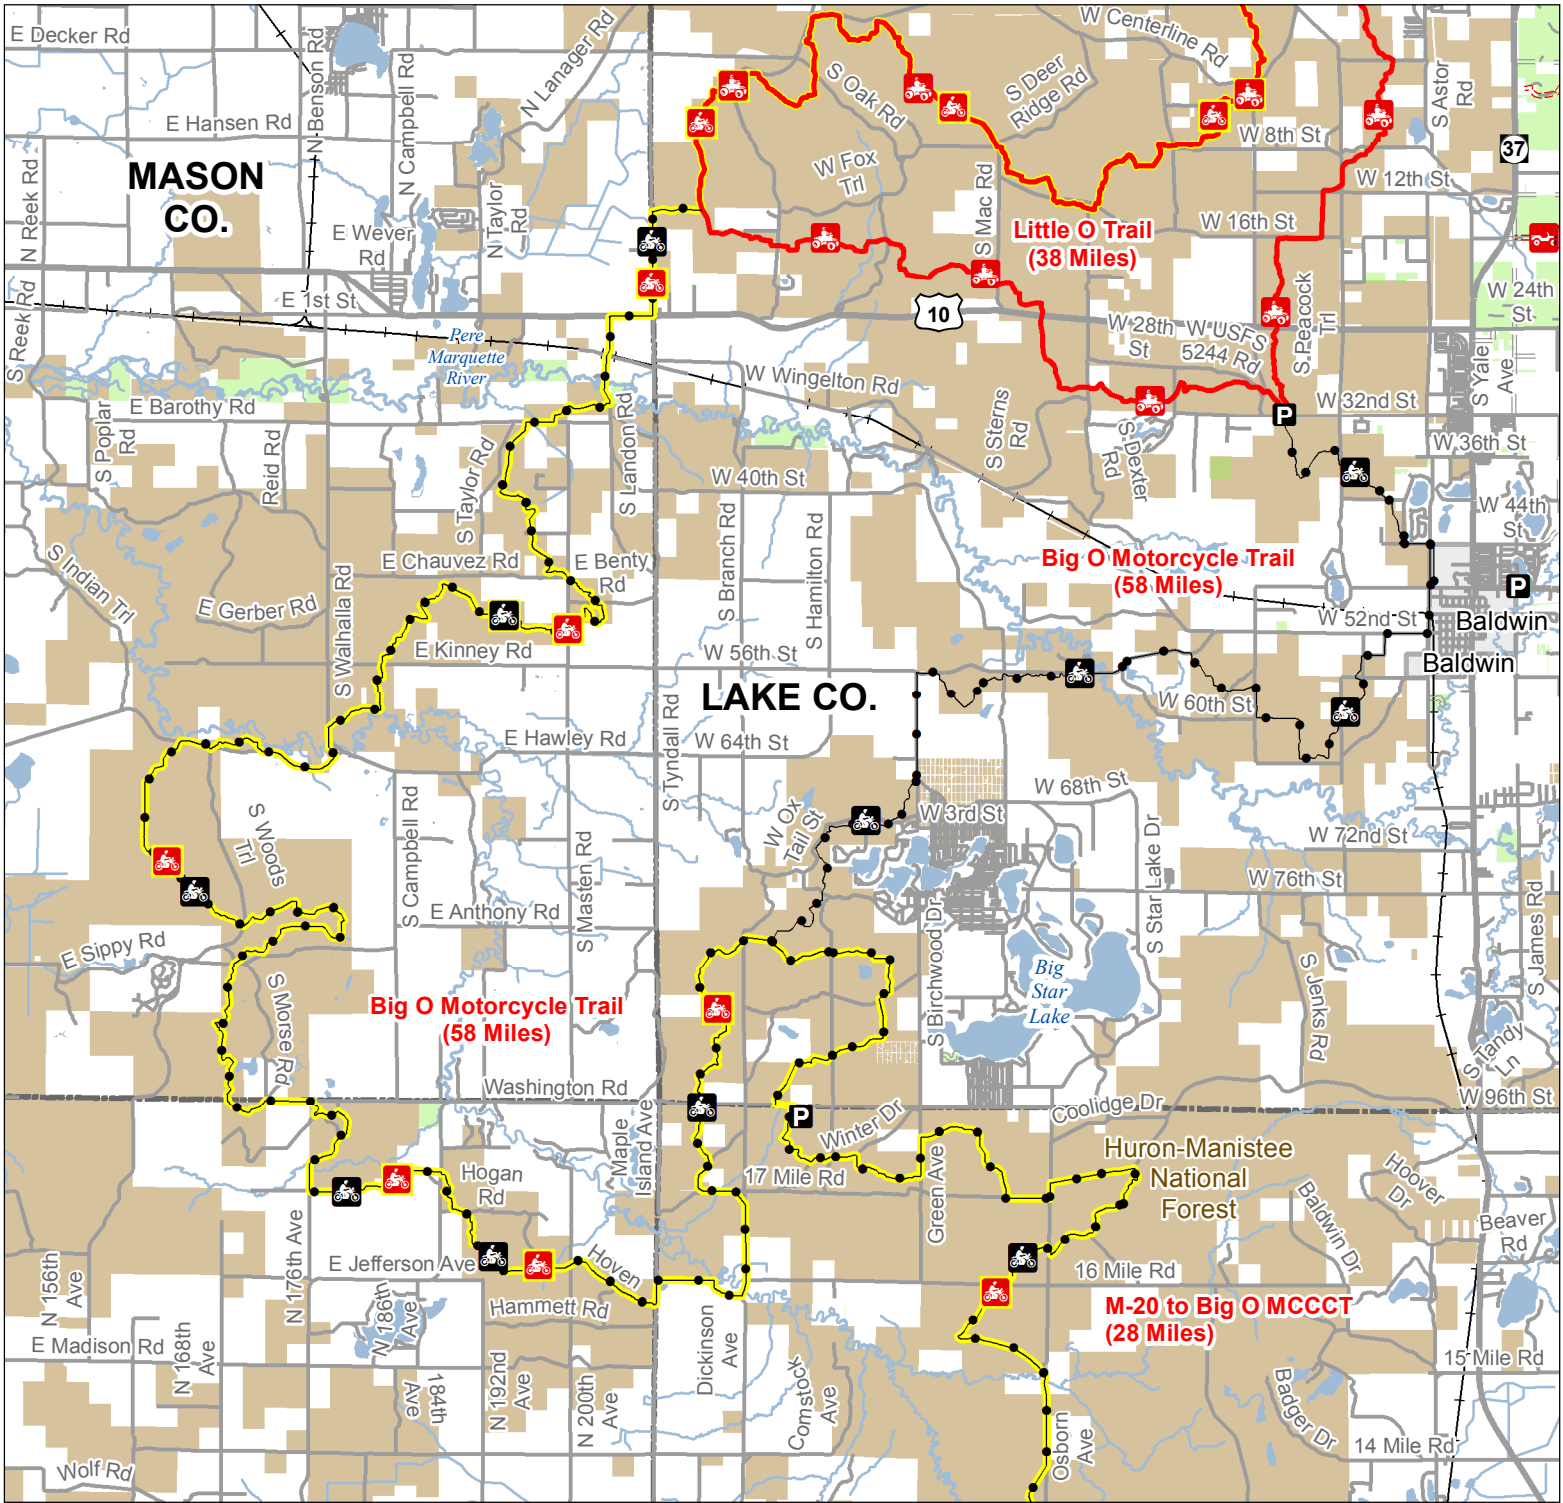 E Decker Rd
N Benson Rd
N Campbell Rd
N Lanager Rd
S Oak Rd
S Deer
Ridge Rd
W Centerline Rd
S Astor
Rd
E Hansen Rd
W 8th St
37
MASON
CO.
N Reek Rd
W Fox
Trl
S Mac Rd
W 12th St
N Taylor
Rd
E Wever
Rd
Little O Trail
(38 Miles)
W 16th St
E 1st St
S Reek Rd
10
W 28th
St
W USFS
5244 Rd
S Peacock
Trl
W 24th
St
Pere
Marquette
River
W Wingelton Rd
S Yale
Ave
E Barothy Rd
W 32nd St
P
S Poplar
Rd
Reid Rd
S Taylor Rd
S Landon Rd
S Sterns
Rd
S Dexter
Rd
W 36th St
W 40th St
W 44th
St
S Indian Trl
E Chauvez Rd
E Benty
Rd
S Branch Rd
S Hamilton Rd
Big O Motorcycle Trail
(58 Miles)
P
E Gerber Rd
S Walhalla Rd
W 52nd St
Baldwin
E Kinney Rd
W 56th St
Baldwin
LAKE CO.
W 60th St
E Hawley Rd
S Tyndall Rd
W 64th St
W 68th St
S Woods
Trl
S Campbell Rd
S Masten Rd
W Ox
Tail St
W 3rd St
S Star Lake Dr
W 72nd St
W 76th St
E Anthony Rd
S Birchwood Dr
S James Rd
E Sippy Rd
Big
Star
Lake
S Jenks Rd
S Morse Rd
Big O Motorcycle Trail
(58 Miles)
S Tandy
Ln
Washington Rd
W 96th St
P
Coolidge Dr
Maple
Island Ave
Winter Dr
Huron-Manistee
National
Forest
Hogan
Rd
17 Mile Rd
Green Ave
Hoover
Dr
Baldwin Dr
Beaver
Rd
N 156th
Ave
N 176th Ave
E Jefferson Ave
Hoven
16 Mile Rd
N 186th
Ave
Hammett Rd
M-20 to Big O MCCCT
(28 Miles)
E Madison Rd
N 168th
Ave
Dickinson
Ave
15 Mile Rd
184th
Ave
N 192nd
Ave
N 200th
Ave
Comstock
Ave
Osborn
Ave
Badger Dr
14 Mile Rd
Wolf Rd